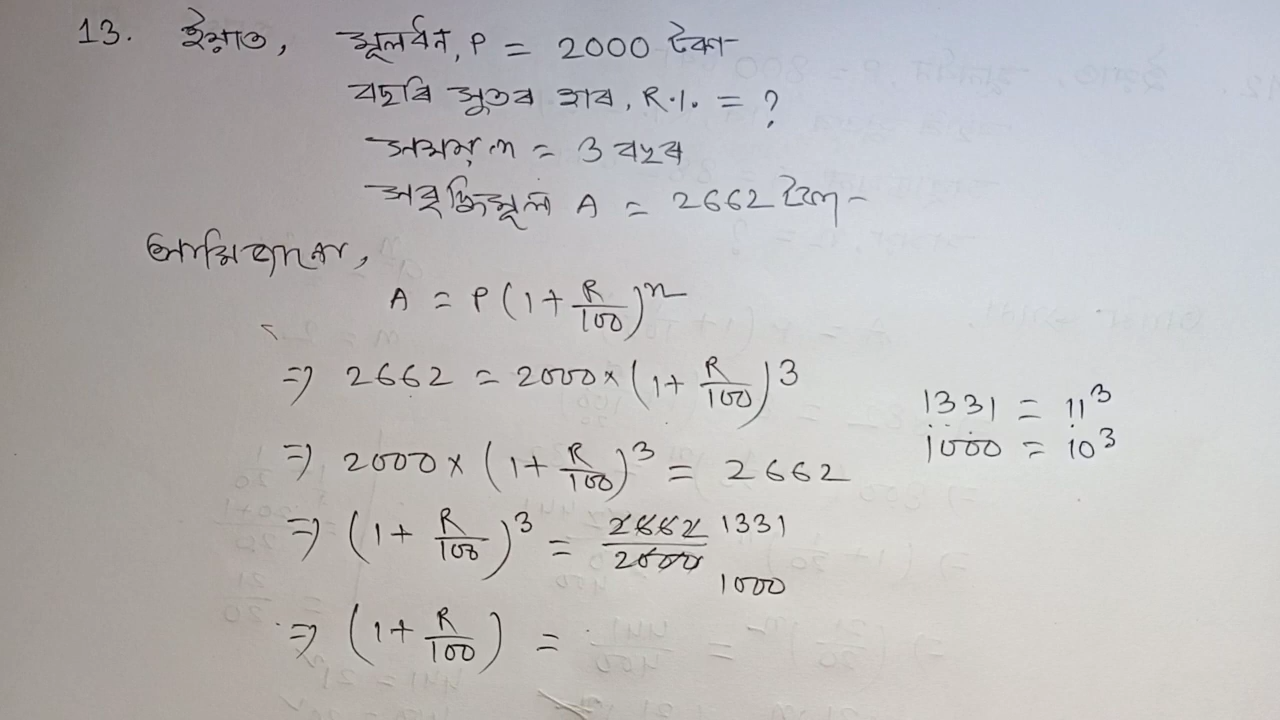 13. ইয়াত, মূলধন, P = 2000 টকা
বছৰি সুতৰ হাৰ, R.1. = ?
সময়, n = 3 বছৰ
সবৃদ্ধিমূল A = 2662 টকা
আমি জানো,
A = P(1+R/100)^n
⇒ 2662 = 2000×(1+R/100)^3
1331 = 11^3
1000 = 10^3
⇒ 2000×(1+R/100)^3 = 2662
⇒ (1+R/100)^3 = 2662/2000 1331/1000
⇒ (1+R/100) =